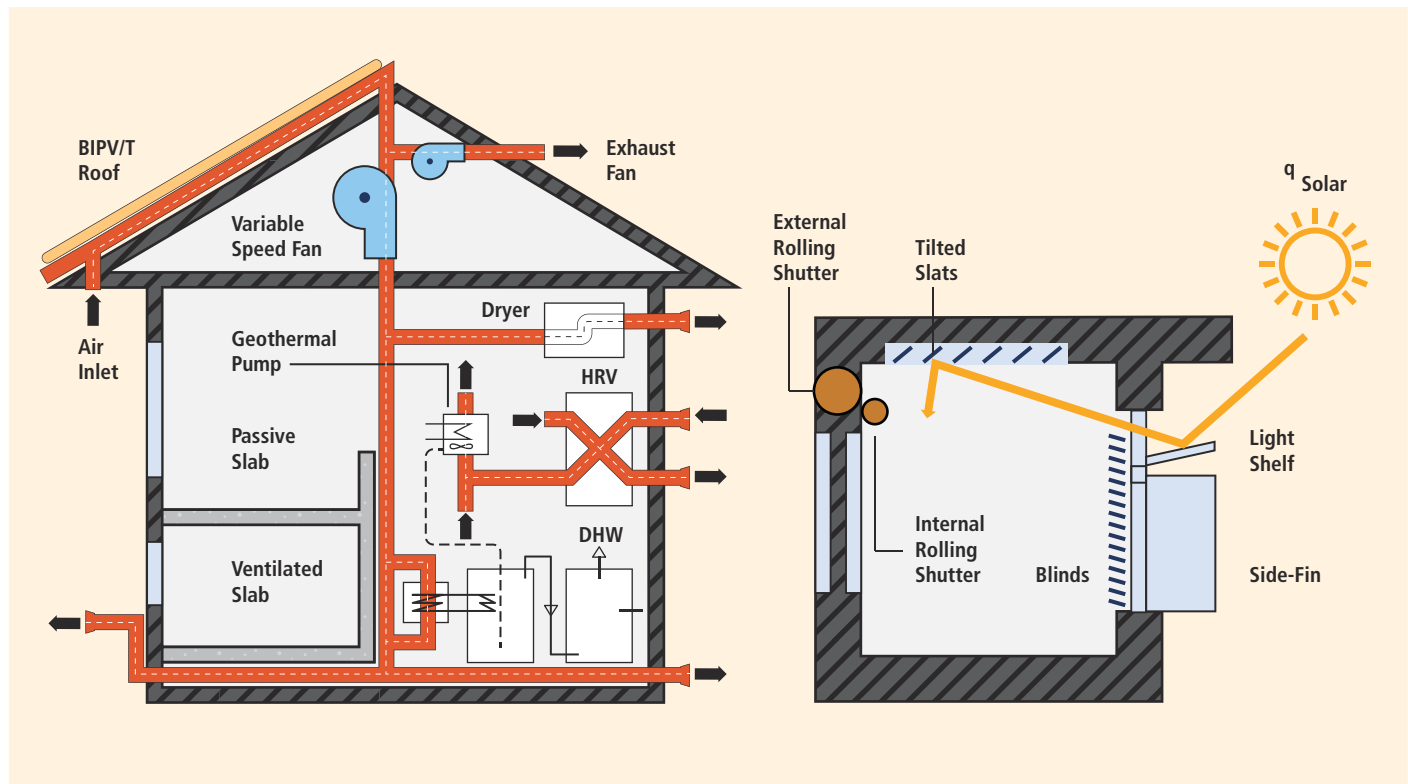 BIPV/T
Roof
Exhaust
Fan
Variable
Speed Fan
Air
Inlet
Dryer
Geothermal
Pump
HRV
Passive
Slab
DHW
Ventilated
Slab
q Solar
External
Rolling
Shutter
Tilted
Slats
Light
Shelf
Internal
Rolling
Shutter
Blinds
Side-Fin